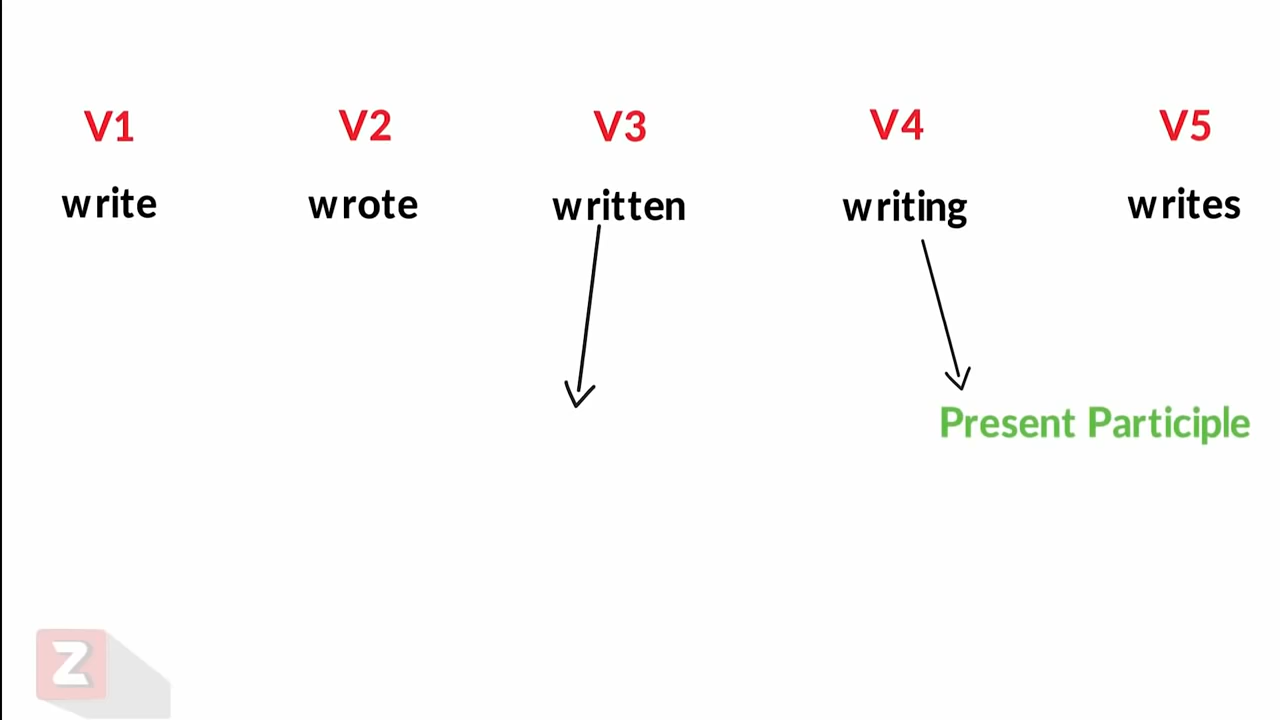 V1 V2 V3 V4 V5
write wrote written writing writes
Present Participle
Z